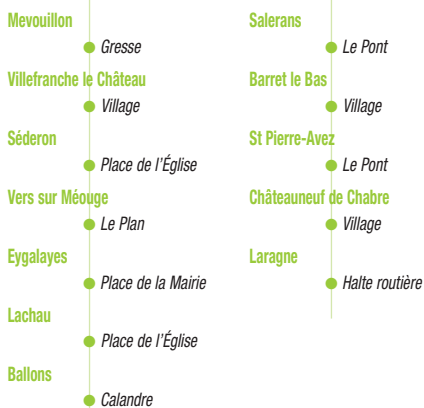 Mevouillon
Gresse
Villefranche le Château
Village
Séderon
Place de l'Église
Vers sur Méouge
Le Plan
Eygalayes
Place de la Mairie
Lachau
Place de l'Église
Ballons
Calandre
Salerans
Le Pont
Barret le Bas
Village
St Pierre-Avez
Le Pont
Châteauneuf de Chabre
Village
Laragne
Halte routière